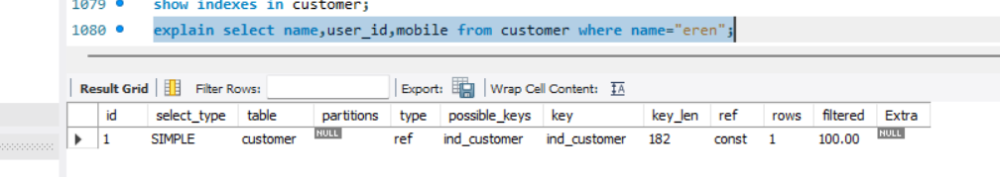 1079 show indexes in customer;
1080 explain select name,user_id,mobile from customer where name="eren";
Result Grid Filter Rows: Export: Wrap Cell Content: IA
id select_type table partitions type possible_keys key key_len ref rows filtered Extra
1 SIMPLE customer NULL ref ind_customer ind_customer 182 const 1 100.00 NULL